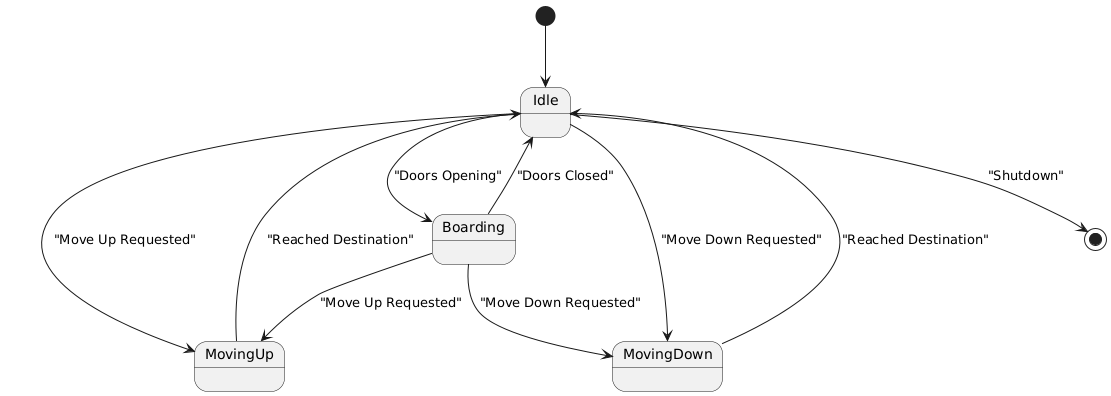 Idle
"Doors Opening"
"Doors Closed"
"Shutdown"
Boarding
"Move Up Requested"
"Reached Destination"
"Move Down Requested"
"Reached Destination"
"Move Up Requested"
"Move Down Requested"
MovingUp
MovingDown